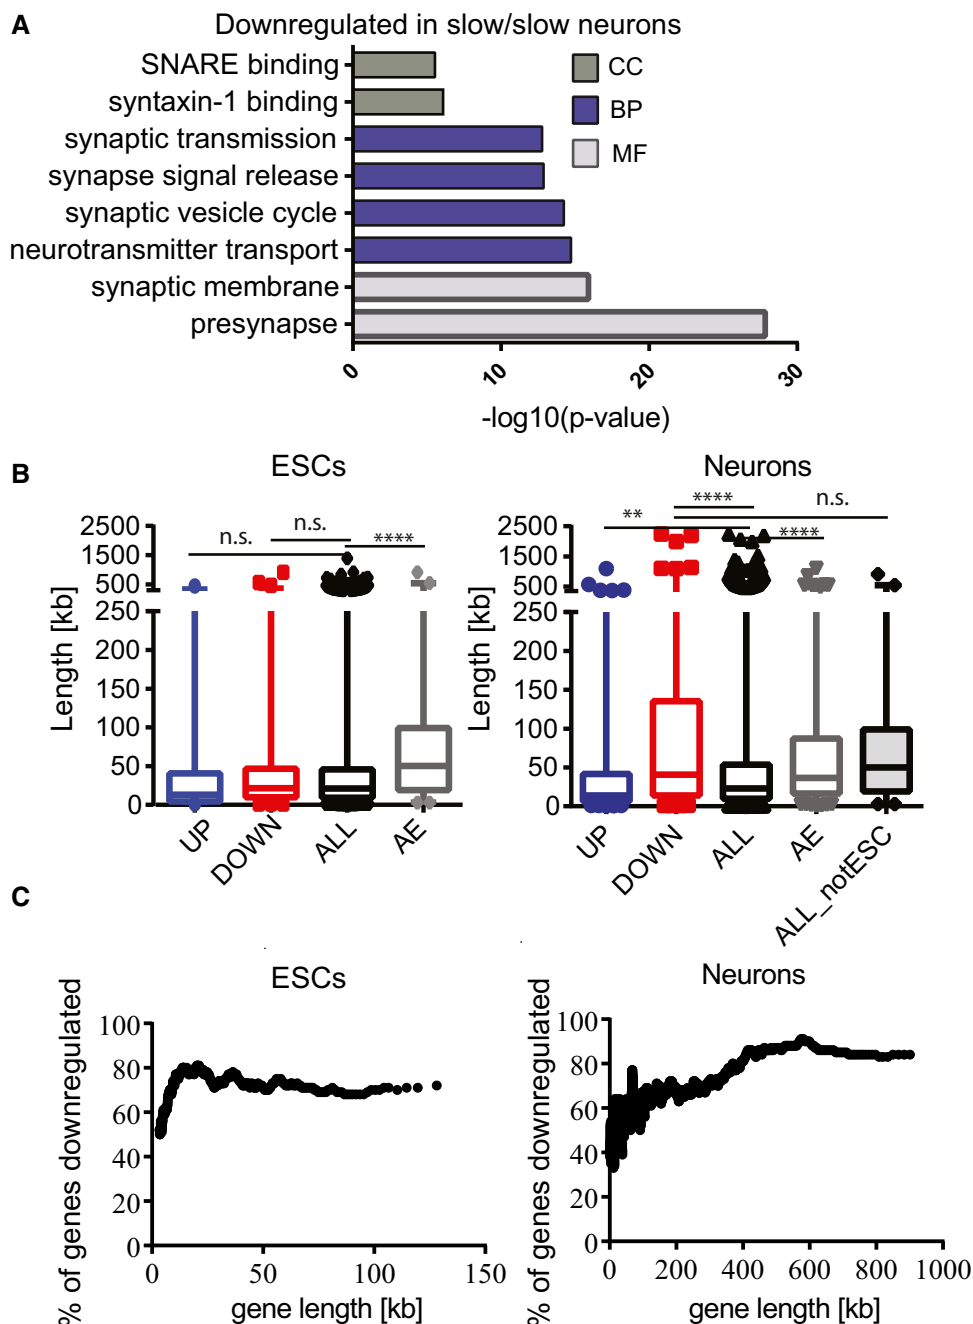 A
Downregulated in slow/slow neurons
SNARE binding
syntaxin-1 binding
synaptic transmission
synapse signal release
synaptic vesicle cycle
neurotransmitter transport
synaptic membrane
presynapse
CC
BP
MF
0 10 20 30
-log10(p-value)
B
ESCs
n.s. n.s. ****
Length [kb]
2500
1500
500
250
200
150
100
50
0
UP DOWN ALL AE
Neurons
** **** **** n.s.
Length [kb]
2500
1500
500
250
200
150
100
50
0
UP DOWN ALL AE ALL_notESC
C
ESCs
% of genes downregulated
100
80
60
40
20
0
0 50 100 150
gene length [kb]
Neurons
% of genes downregulated
100
80
60
40
20
0
0 200 400 600 800 1000
gene length [kb]